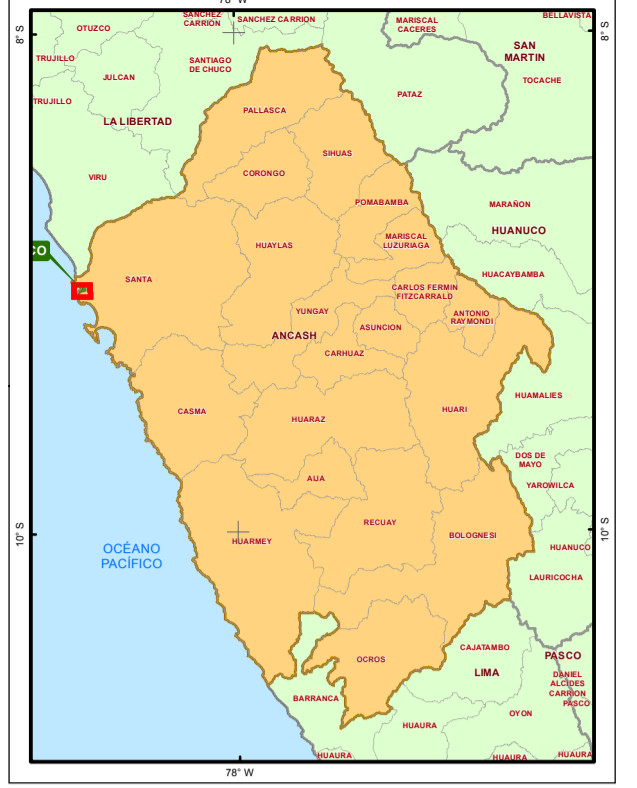 78° W
8° S
8° S
OTUZCO
SANCHEZ
CARRIÓN
SANCHEZ CARRION
MARISCAL
CACERES
BELLAVISTA
TRUJILLO
JULCAN
SANTIAGO
DE CHUCO
SAN
MARTIN
TOCACHE
TRUJILLO
PATAZ
LA LIBERTAD
PALLASCA
SIHUAS
VIRU
CORONGO
POMABAMBA
MARAÑON
HUANUCO
MARISCAL
LUZURIAGA
HUAYLAS
CO
SANTA
HUACAYBAMBA
CARLOS FERMIN
FITZCARRALD
YUNGAY
ANTONIO
RAYMONDI
ASUNCION
ANCASH
CARHUAZ
HUAMALIES
CASMA
HUARI
HUARAZ
DOS DE
MAYO
AIJA
YAROWILCA
RECUAY
10° S
10° S
HUARMEY
BOLOGNESI
OCÉANO
PACÍFICO
HUANUCO
LAURICOCHA
CAJATAMBO
PASCO
OCROS
LIMA
DANIEL
ALCIDES
CARRION
PASCO
BARRANCA
OYON
HUAURA
HUAURA
HUAURA
HUAURA
78° W